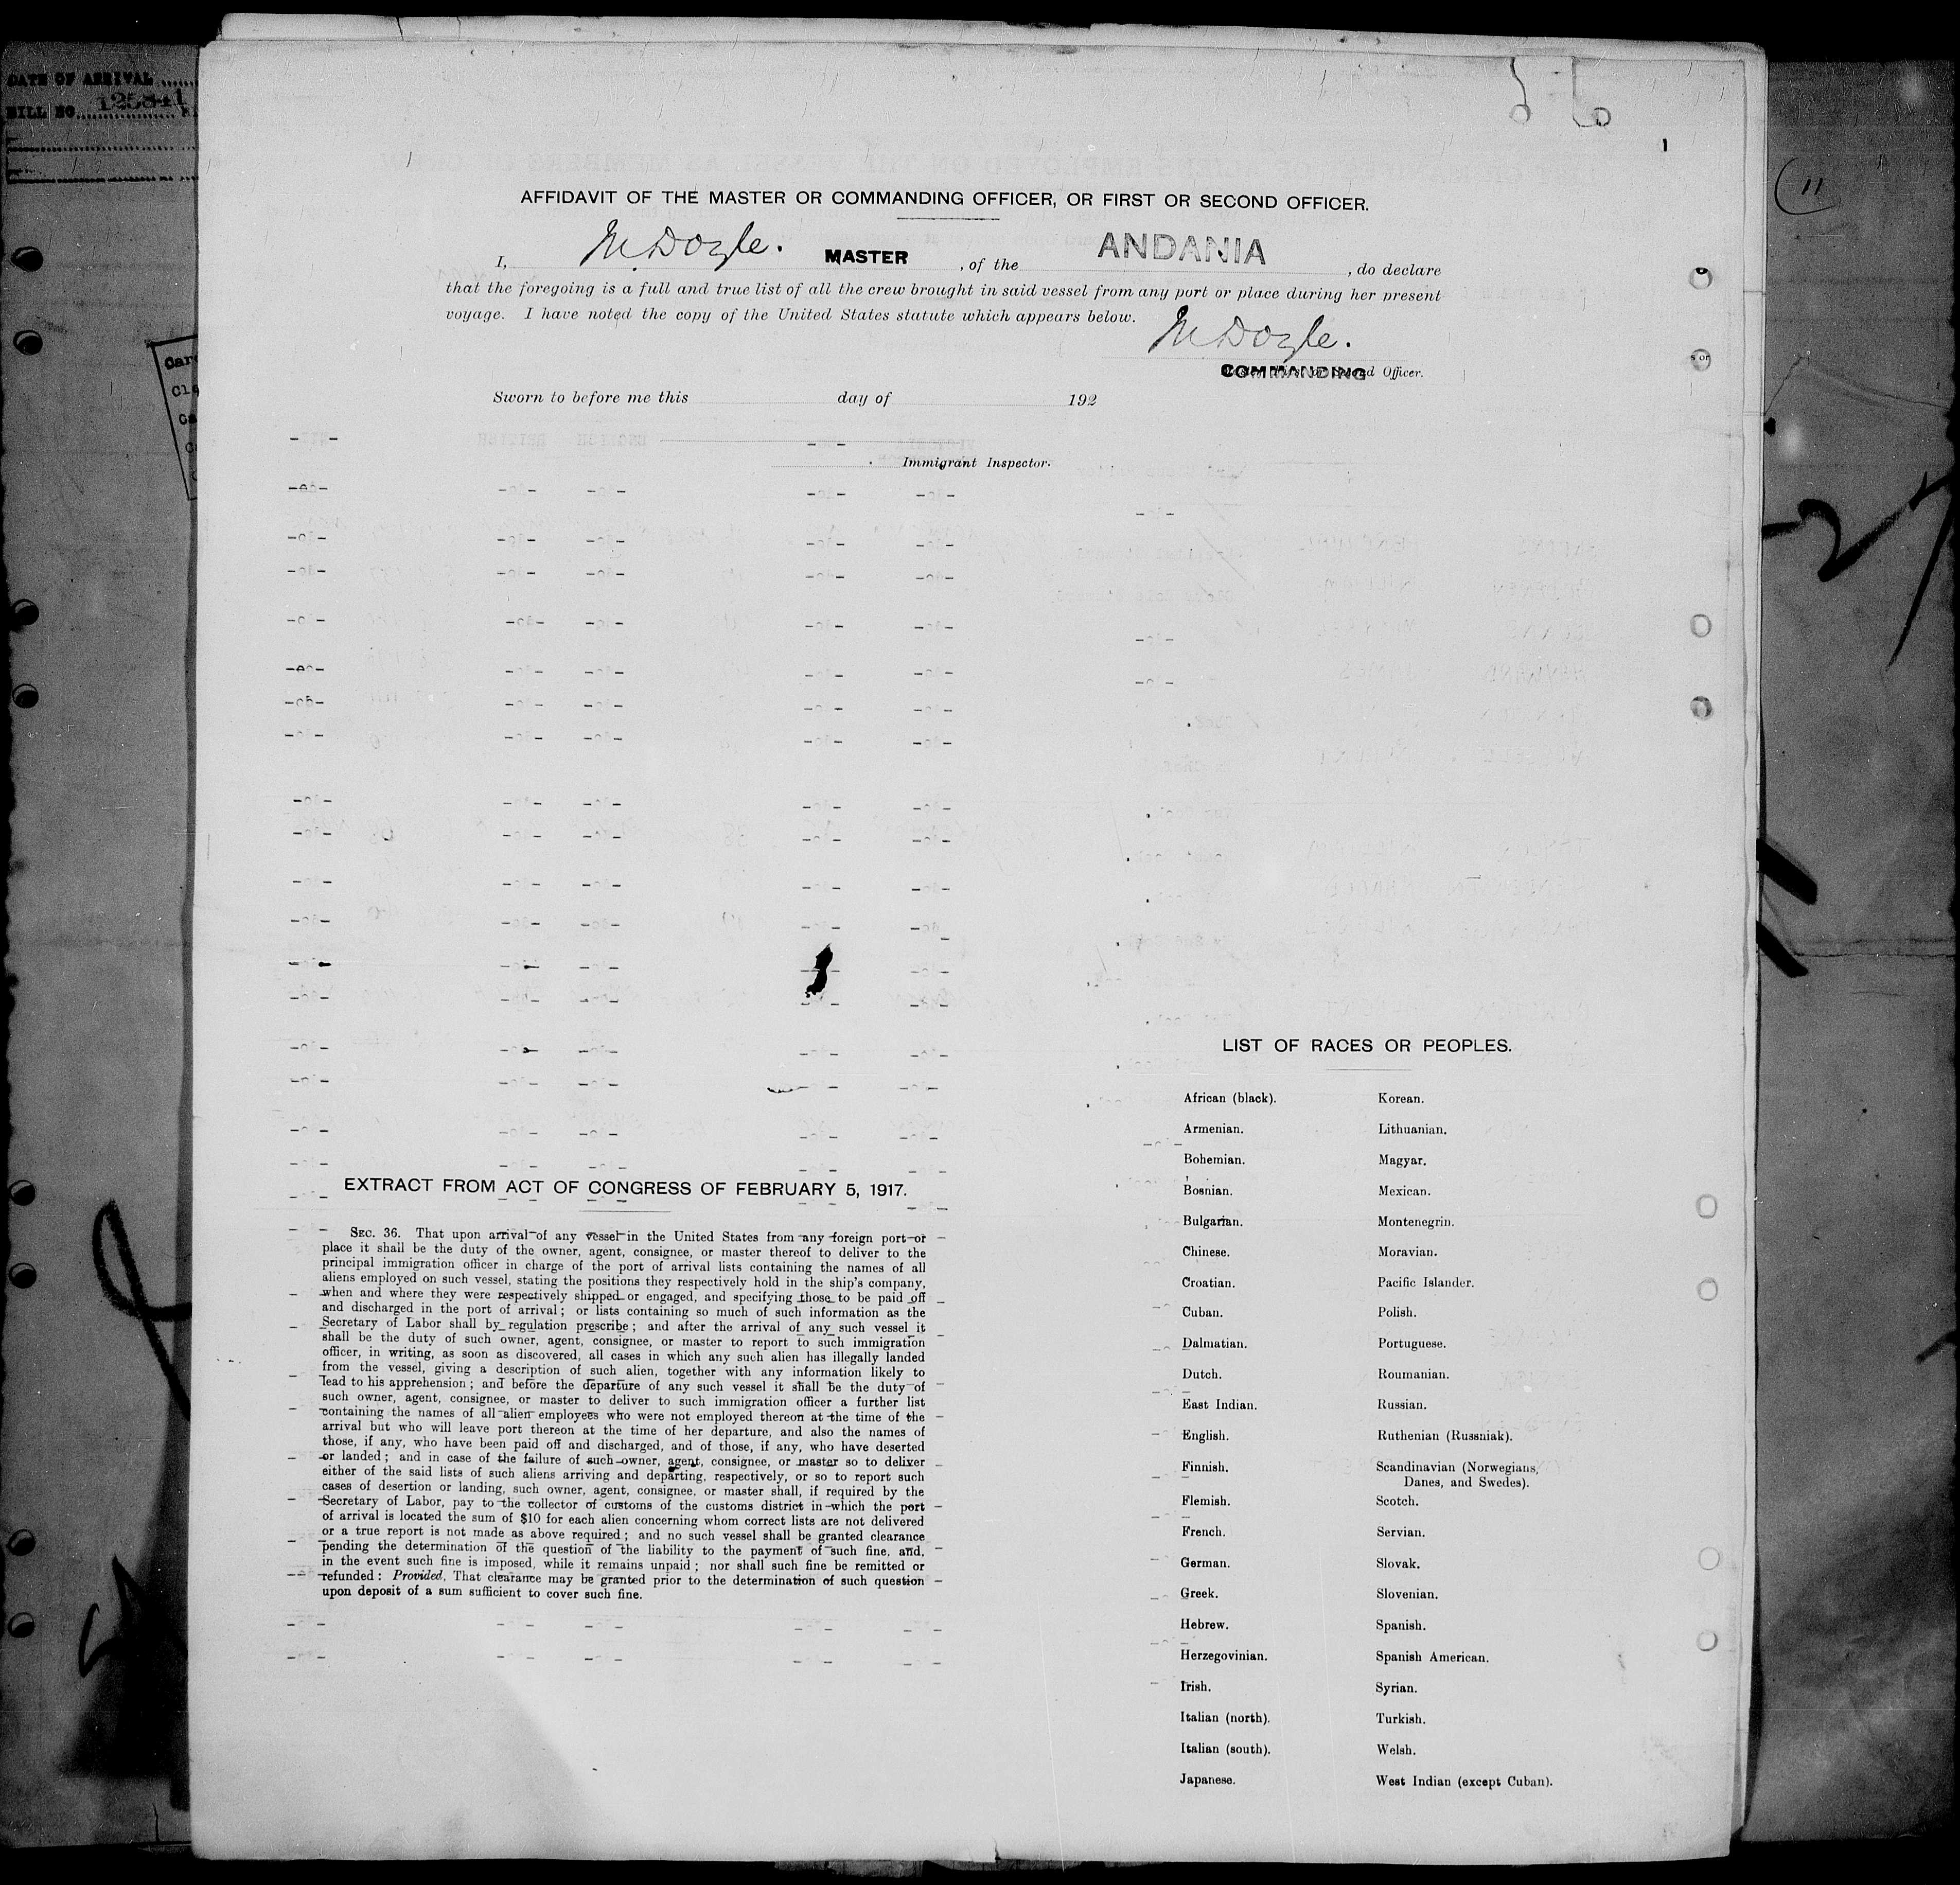 DATE OF ARRIVAL
BILL NO. 125841
AFFIDAVIT OF THE MASTER OR COMMANDING OFFICER, OR FIRST OR SECOND OFFICER.
I, M. Doyle. MASTER, of the ANDANIA, do declare
that the foregoing is a full and true list of all the crew brought in said vessel from any port or place during her present
voyage. I have noted the copy of the United States statute which appears below.
M. Doyle.
COMMANDING Officer.
Sworn to before me this day of 192
Immigrant Inspector.
EXTRACT FROM ACT OF CONGRESS OF FEBRUARY 5, 1917.
SEC. 36. That upon arrival of any vessel in the United States from any foreign port or
place it shall be the duty of the owner, agent, consignee, or master thereof to deliver to the
principal immigration officer in charge of the port of arrival lists containing the names of all
aliens employed on such vessel, stating the positions they respectively hold in the ship's company,
when and where they were respectively shipped or engaged, and specifying those to be paid off
and discharged in the port of arrival; or lists containing so much of such information as the
Secretary of Labor shall by regulation prescribe; and after the arrival of any such vessel it
shall be the duty of such owner, agent, consignee, or master to report to such immigration
officer, in writing, as soon as discovered, all cases in which any such alien has illegally landed
from the vessel, giving a description of such alien, together with any information likely to
lead to his apprehension; and before the departure of any such vessel it shall be the duty of
such owner, agent, consignee, or master to deliver to such immigration officer a further list
containing the names of all alien employees who were not employed thereon at the time of the
arrival but who will leave port thereon at the time of her departure, and also the names of
those, if any, who have been paid off and discharged, and of those, if any, who have deserted
or landed; and in case of the failure of such owner, agent, consignee, or master so to deliver
either of the said lists of such aliens arriving and departing, respectively, or so to report such
cases of desertion or landing, such owner, agent, consignee, or master shall, if required by the
Secretary of Labor, pay to the collector of customs of the customs district in which the port
of arrival is located the sum of $10 for each alien concerning whom correct lists are not delivered
or a true report is not made as above required; and no such vessel shall be granted clearance
pending the determination of the question of the liability to the payment of such fine, and,
in the event such fine is imposed, while it remains unpaid; nor shall such fine be remitted or
refunded: Provided, That clearance may be granted prior to the determination of such question
upon deposit of a sum sufficient to cover such fine.
LIST OF RACES OR PEOPLES.
African (black).
Armenian.
Bohemian.
Bosnian.
Bulgarian.
Chinese.
Croatian.
Cuban.
Dalmatian.
Dutch.
East Indian.
English.
Finnish.
Flemish.
French.
German.
Greek.
Hebrew.
Herzegovinian.
Irish.
Italian (north).
Italian (south).
Japanese.
Korean.
Lithuanian.
Magyar.
Mexican.
Montenegrin.
Moravian.
Pacific Islander.
Polish.
Portuguese.
Roumanian.
Russian.
Ruthenian (Russniak).
Scandinavian (Norwegians,
Danes, and Swedes).
Scotch.
Servian.
Slovak.
Slovenian.
Spanish.
Spanish American.
Syrian.
Turkish.
Welsh.
West Indian (except Cuban).
11